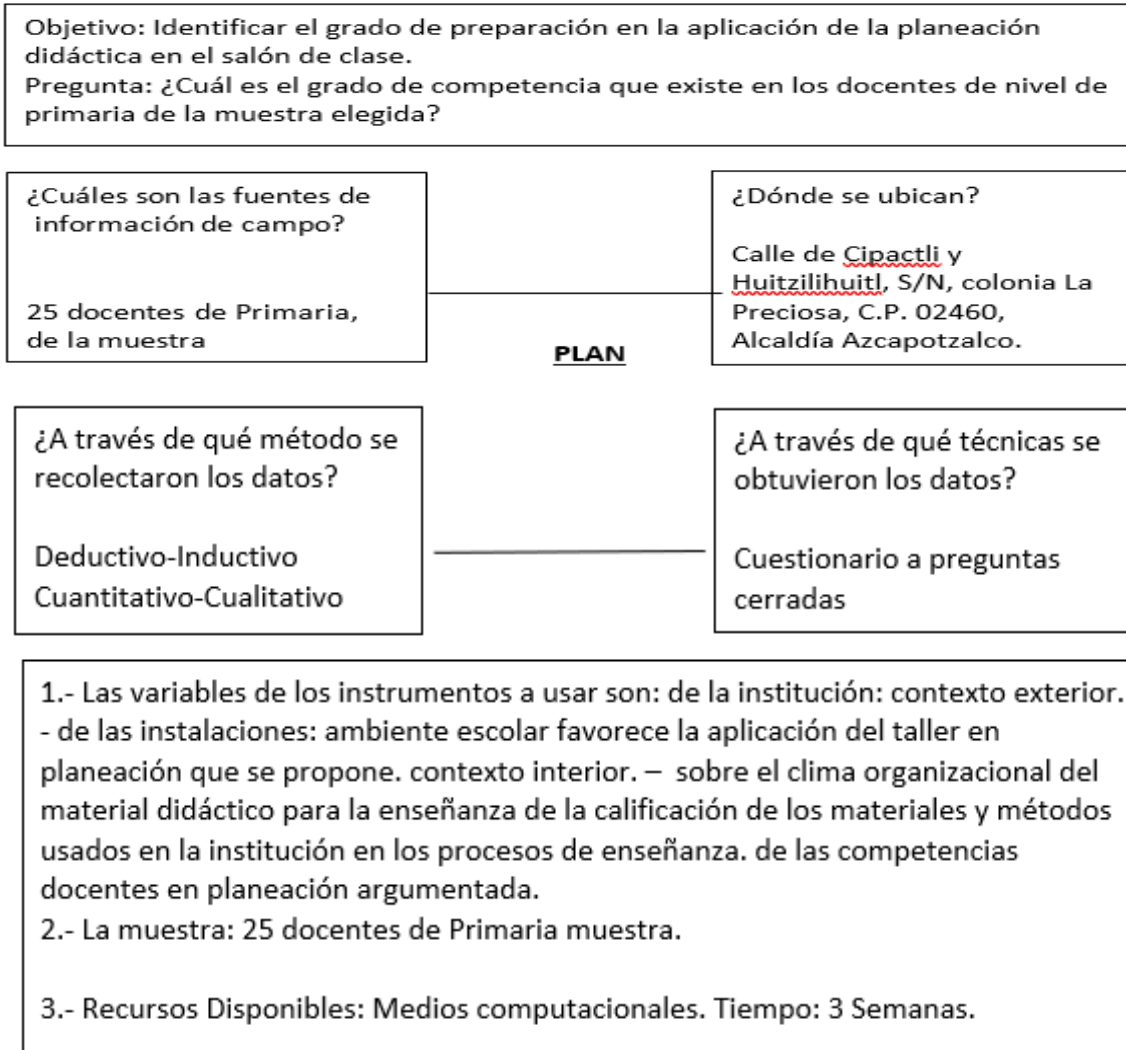 Objetivo: Identificar el grado de preparación en la aplicación de la planeación
didáctica en el salón de clase.
Pregunta: ¿Cuál es el grado de competencia que existe en los docentes de nivel de
primaria de la muestra elegida?
¿Cuáles son las fuentes de
información de campo?
25 docentes de Primaria,
de la muestra
¿Dónde se ubican?
Calle de Cipactli y
Huitzilihuitl, S/N, colonia La
Preciosa, C.P. 02460,
Alcaldía Azcapotzalco.
PLAN
¿A través de qué método se
recolectaron los datos?
Deductivo-Inductivo
Cuantitativo-Cualitativo
¿A través de qué técnicas se
obtuvieron los datos?
Cuestionario a preguntas
cerradas
1.- Las variables de los instrumentos a usar son: de la institución: contexto exterior.
- de las instalaciones: ambiente escolar favorece la aplicación del taller en
planeación que se propone. contexto interior. – sobre el clima organizacional del
material didáctico para la enseñanza de la calificación de los materiales y métodos
usados en la institución en los procesos de enseñanza. de las competencias
docentes en planeación argumentada.
2.- La muestra: 25 docentes de Primaria muestra.
3.- Recursos Disponibles: Medios computacionales. Tiempo: 3 Semanas.